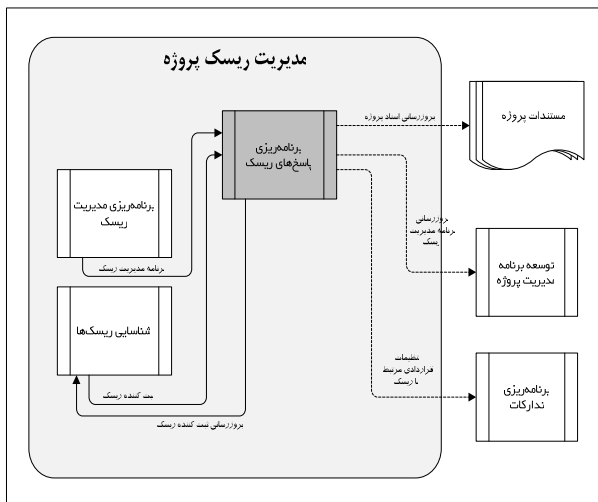 مدیریت ریسک پروژه
مستندات پروژه
بروزرسانی اسناد پروژه
برنامه‌ریزی
پاسخ‌های ریسک
برنامه‌ریزی مدیریت
ریسک
بروزرسانی
برنامه مدیریت
ریسک
توسعه برنامه
مدیریت پروژه
برنامه مدیریت ریسک
شناسایی ریسک‌ها
تنظیمات
قراردادی مرتبط
با ریسک
برنامه‌ریزی
تدارکات
ثبت کننده ریسک
بروزرسانی ثبت کننده ریسک